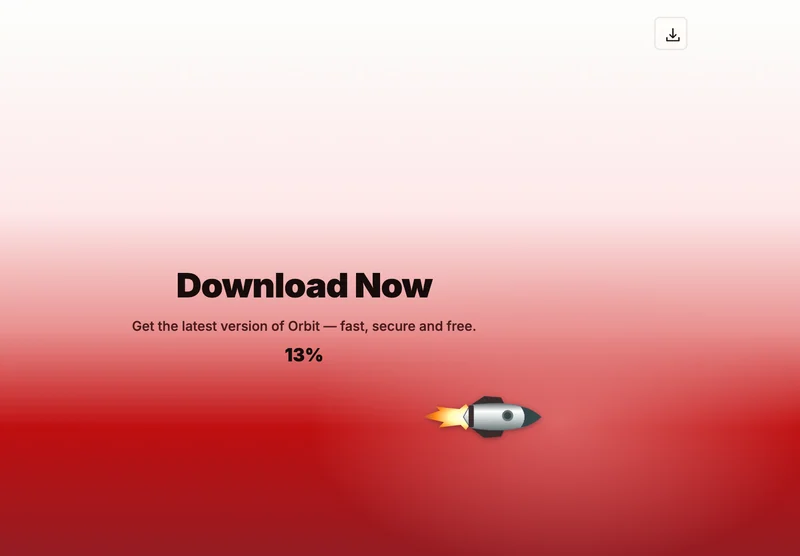 Download Now
Get the latest version of Orbit — fast, secure and free.
13%